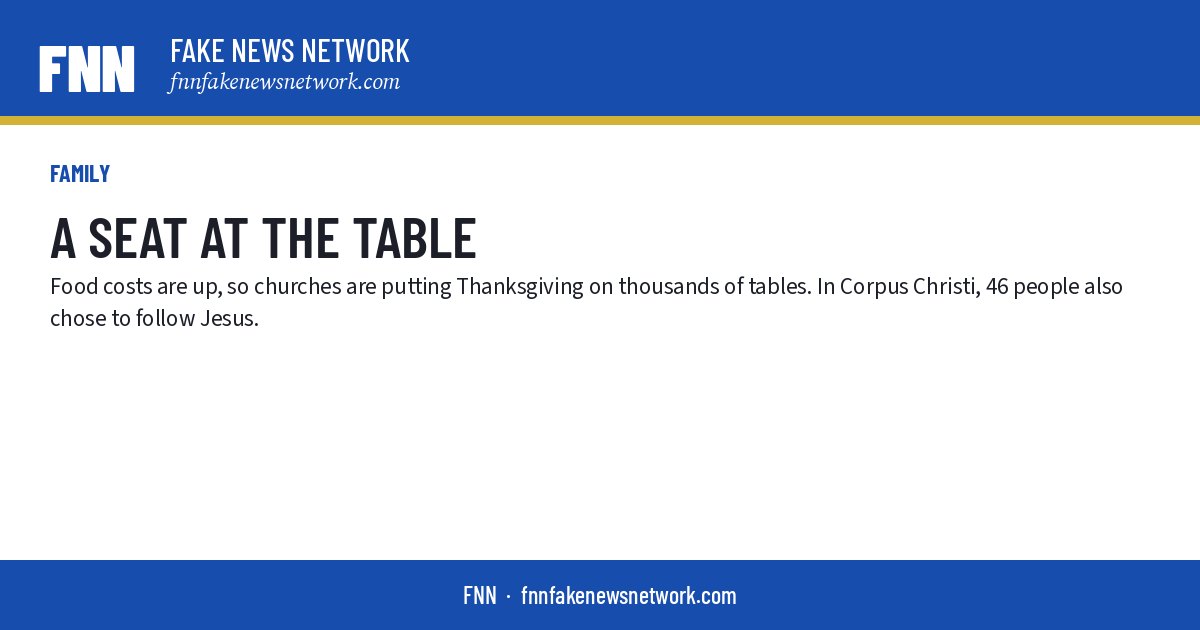 FNN
FAKE NEWS NETWORK
fnnfakenewsnetwork.com
FAMILY
A SEAT AT THE TABLE
Food costs are up, so churches are putting Thanksgiving on thousands of tables. In Corpus Christi, 46 people also
chose to follow Jesus.
FNN · fnnfakenewsnetwork.com